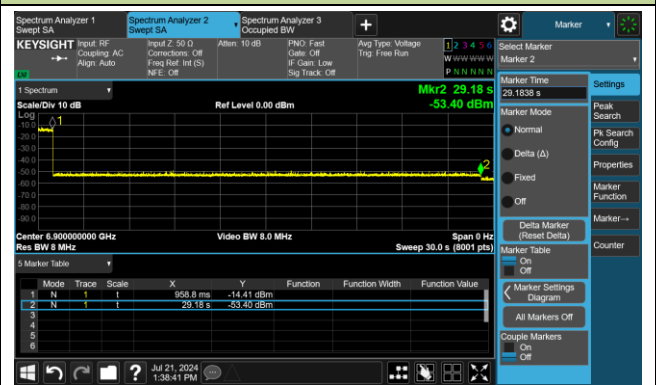 Spectrum Analyzer 1
Swept SA
Spectrum Analyzer 2
Swept SA
Spectrum Analyzer 3
Occupied BW
Marker
KEYSIGHT
Input: RF
Coupling: AC
Align: Auto
Input Z: 50 Ω
Corrections: Off
Freq Ref: Int (S)
NFE: Off
Atten: 10 dB
PNO: Fast
Gate: Off
IF Gain: Low
Sig Track: Off
Avg Type: Voltage
Trig: Free Run
1 2 3 4 5 6
W W W W W W
P N N N N N
Select Marker
Marker 2
LXI
1 Spectrum
Scale/Div 10 dB
Ref Level 0.00 dBm
Mkr2 29.18 s
-53.40 dBm
Log
-10.0
-20.0
-30.0
-40.0
-50.0
-60.0
-70.0
-80.0
-90.0
1
2
Center 6.900000000 GHz
Res BW 8 MHz
Video BW 8.0 MHz
Span 0 Hz
Sweep 30.0 s (8001 pts)
5 Marker Table
Mode Trace Scale X Y Function Function Width Function Value
1 N 1 t 958.8 ms -14.41 dBm
2 N 1 t 29.18 s -53.40 dBm
3
4
5
6
Marker Time
29.1838 s
Marker Mode
Normal
Delta (Δ)
Fixed
Off
Delta Marker
(Reset Delta)
Marker Table
On
Off
Marker Settings
Diagram
All Markers Off
Couple Markers
On
Off
Settings
Peak
Search
Pk Search
Config
Properties
Marker
Function
Marker→
Counter
?
Jul 21, 2024
1:38:41 PM